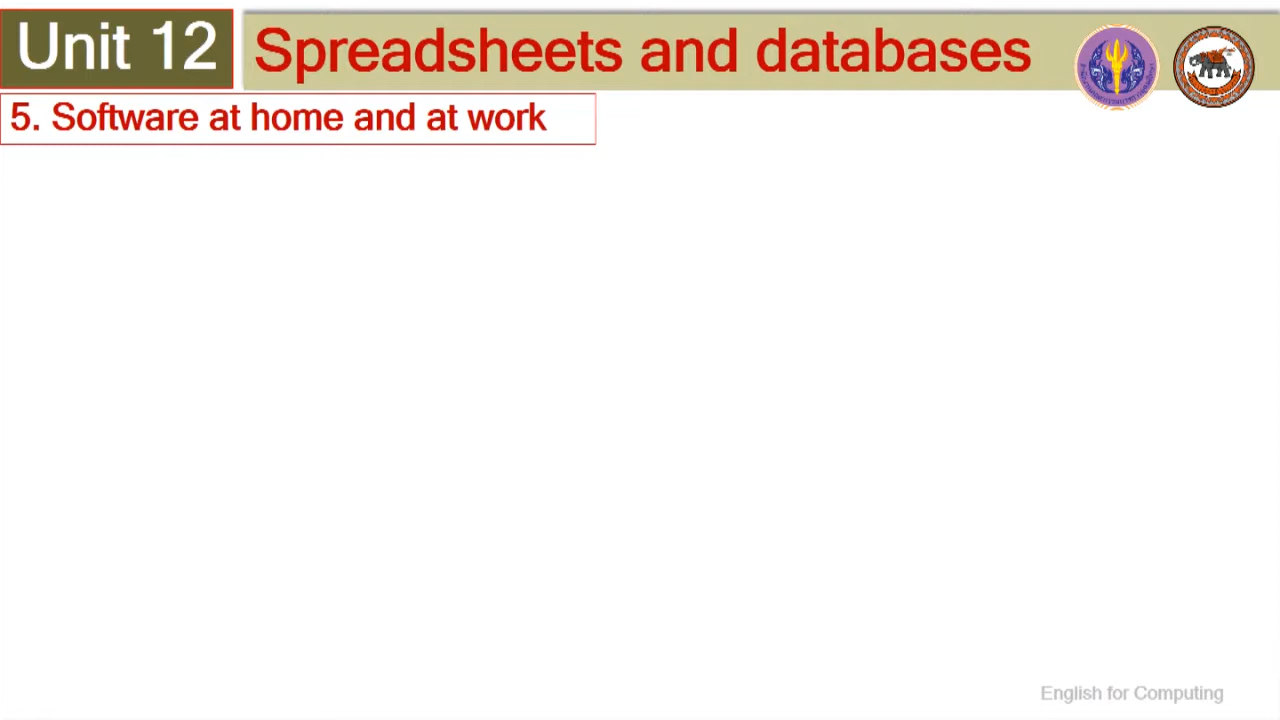 Unit 12
Spreadsheets and databases
5. Software at home and at work
English for Computing